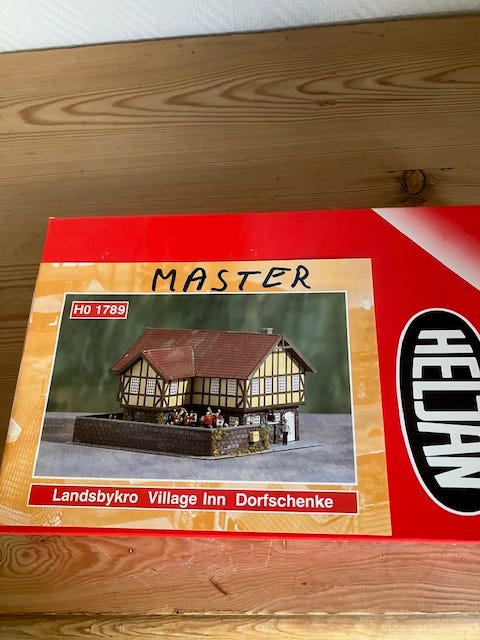 MASTER
H0 1789
HELJAN
Landsbykro Village Inn Dorfschenke